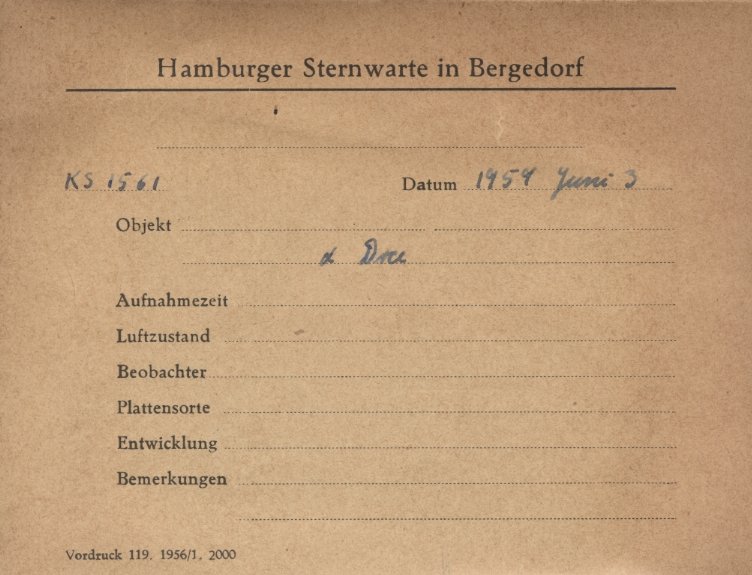 Hamburger Sternwarte in Bergedorf
KS 1561 Datum 1959 Juni 3
Objekt
α Dra
Aufnahmezeit
Luftzustand
Beobachter
Plattensorte
Entwicklung
Bemerkungen
Vordruck 119. 1956/1. 2000